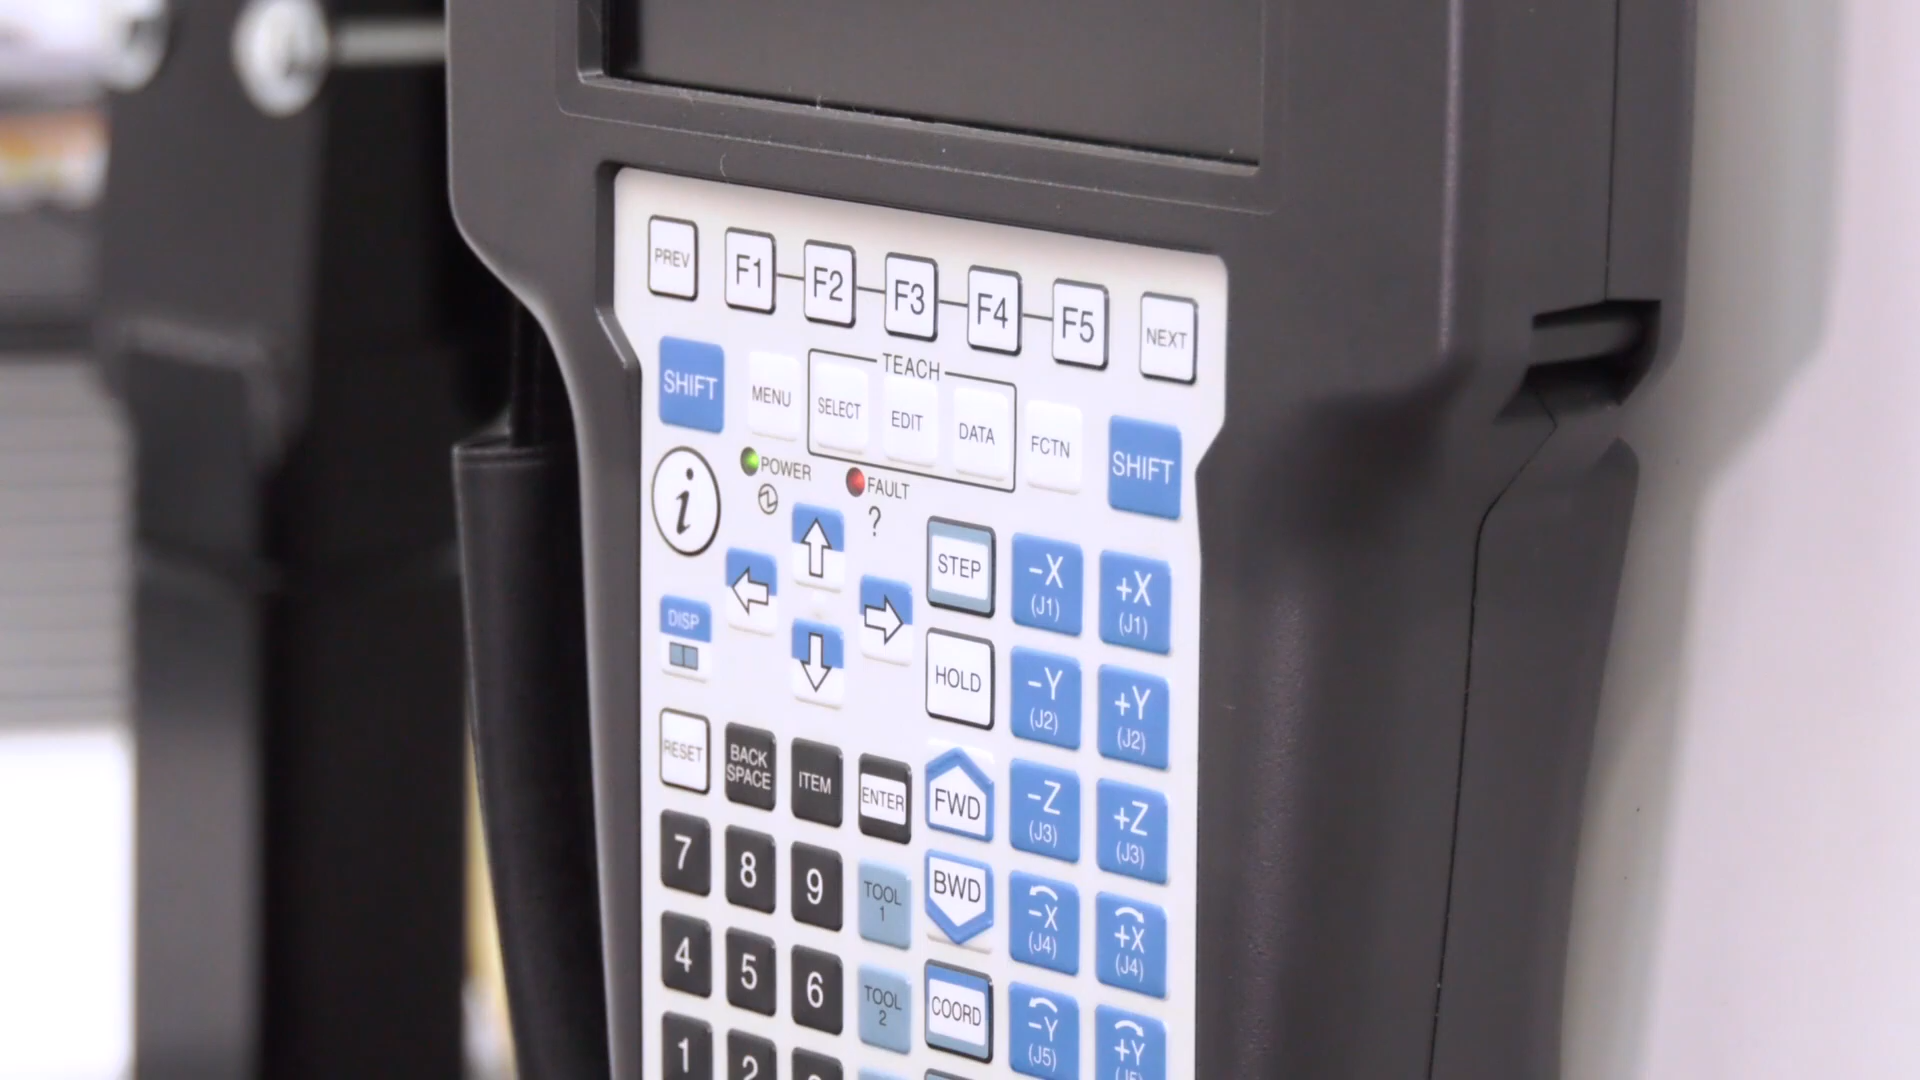 PREV F1 F2 F3 F4 F5 NEXT
TEACH
SHIFT MENU SELECT EDIT DATA FCTN SHIFT
i POWER FAULT
?
STEP -X +X
(J1) (J1)
DISP
HOLD -Y +Y
(J2) (J2)
RESET BACK SPACE ITEM ENTER FWD -Z +Z
(J3) (J3)
7 8 9 TOOL 1 BWD -X +X
(J4) (J4)
4 5 6 TOOL 2 COORD -Y +Y
(J5)
1 2